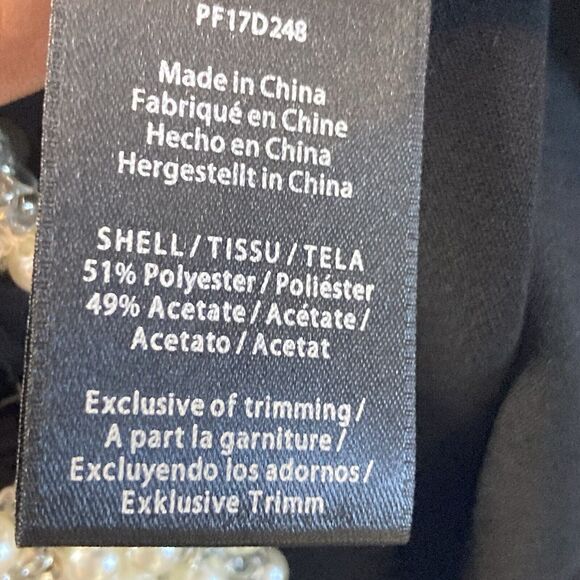 PF17D248
Made in China
Fabriqué en Chine
Hecho en China
Hergestellt in China
SHELL/TISSU/TELA
51% Polyester/Poliéster
49% Acetate/Acétate/
Acetato/Acetat
Exclusive of trimming/
A part la garniture/
Excluyendo los adornos/
Exklusive Trimm